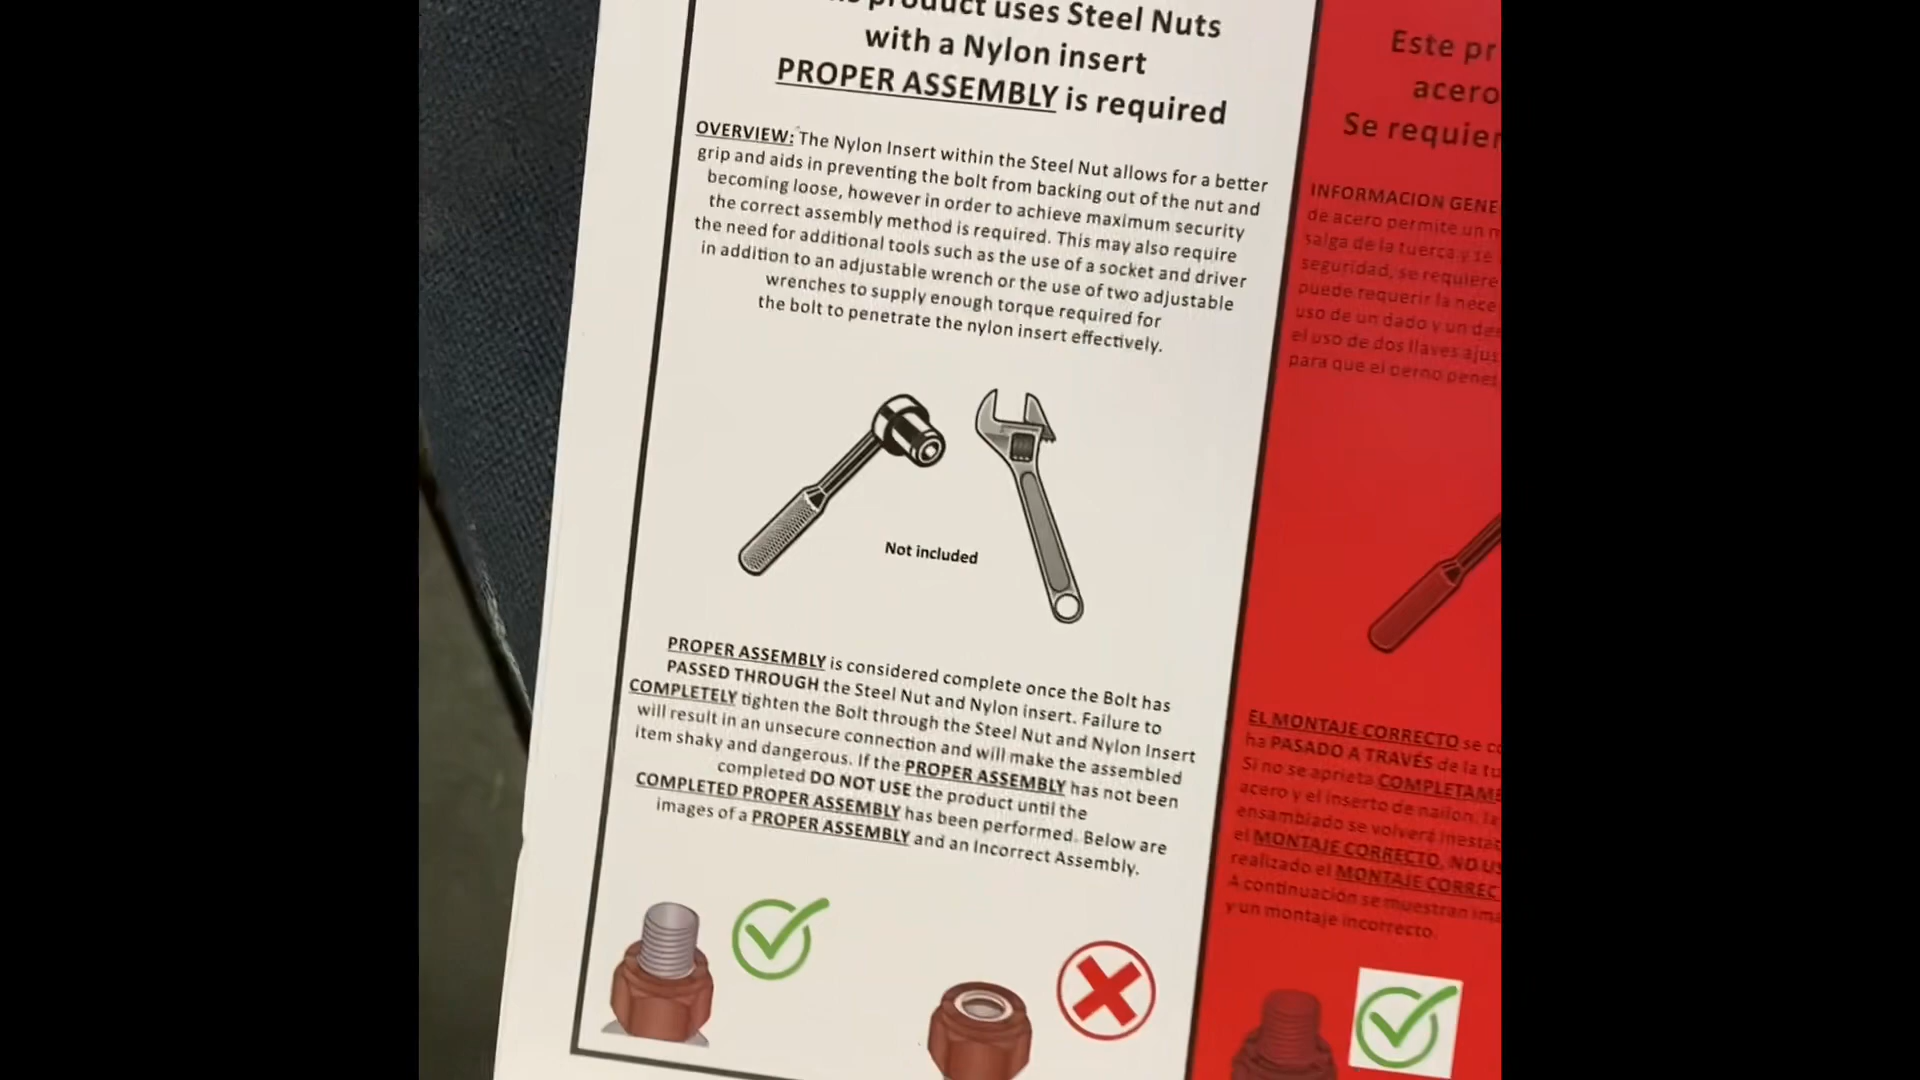 product uses Steel Nuts
with a Nylon insert
PROPER ASSEMBLY is required
OVERVIEW: The Nylon Insert within the Steel Nut allows for a better
grip and aids in preventing the bolt from backing out of the nut and
becoming loose, however in order to achieve maximum security
the correct assembly method is required. This may also require
the need for additional tools such as the use of a socket and driver
in addition to an adjustable wrench or the use of two adjustable
wrenches to supply enough torque required for
the bolt to penetrate the nylon insert effectively.
Not included
PROPER ASSEMBLY is considered complete once the Bolt has
PASSED THROUGH the Steel Nut and Nylon insert. Failure to
COMPLETELY tighten the Bolt through the Steel Nut and Nylon Insert
will result in an unsecure connection and will make the assembled
item shaky and dangerous. If the PROPER ASSEMBLY has not been
completed DO NOT USE the product until the
COMPLETED PROPER ASSEMBLY has been performed. Below are
images of a PROPER ASSEMBLY and an Incorrect Assembly.
Este pr
acero
Se requier
INFORMACION GENE
de acero permite un m
salga de la tuerca y se
seguridad, se requiere
puede requerir la nece
uso de un dado y un des
el uso de dos llaves ajus
para que el perno penet
EL MONTAJE CORRECTO se co
ha PASADO A TRAVÉS de la tu
Si no se aprieta COMPLETAME
acero y el inserto de nailon, la
ensamblado se volverá inestab
el MONTAJE CORRECTO, NO US
realizado el MONTAJE CORREC
A continuación se muestran ima
y un montaje incorrecto.